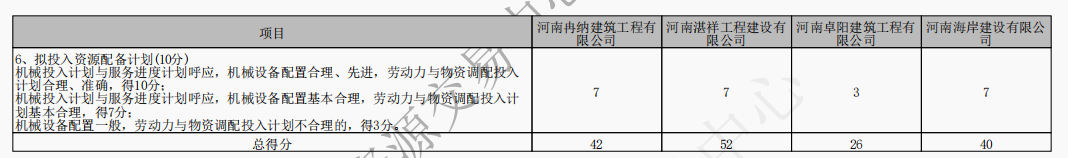 项目 河南冉纳建筑工程有限公司 河南湛祥工程建设有限公司 河南卓阳建筑工程有限公司 河南海岸建设有限公司
6、拟投入资源配备计划(10分)
机械投入计划与服务进度计划呼应，机械设备配置合理、先进，劳动力与物资调配投入
计划合理、准确，得10分；
机械投入计划与服务进度计划呼应，机械设备配置基本合理，劳动力与物资调配投入计
划基本合理，得7分；
机械设备配置一般，劳动力与物资调配投入计划不合理的，得3分。
7 7 3 7
总得分 42 52 26 40
源交易中心
中心